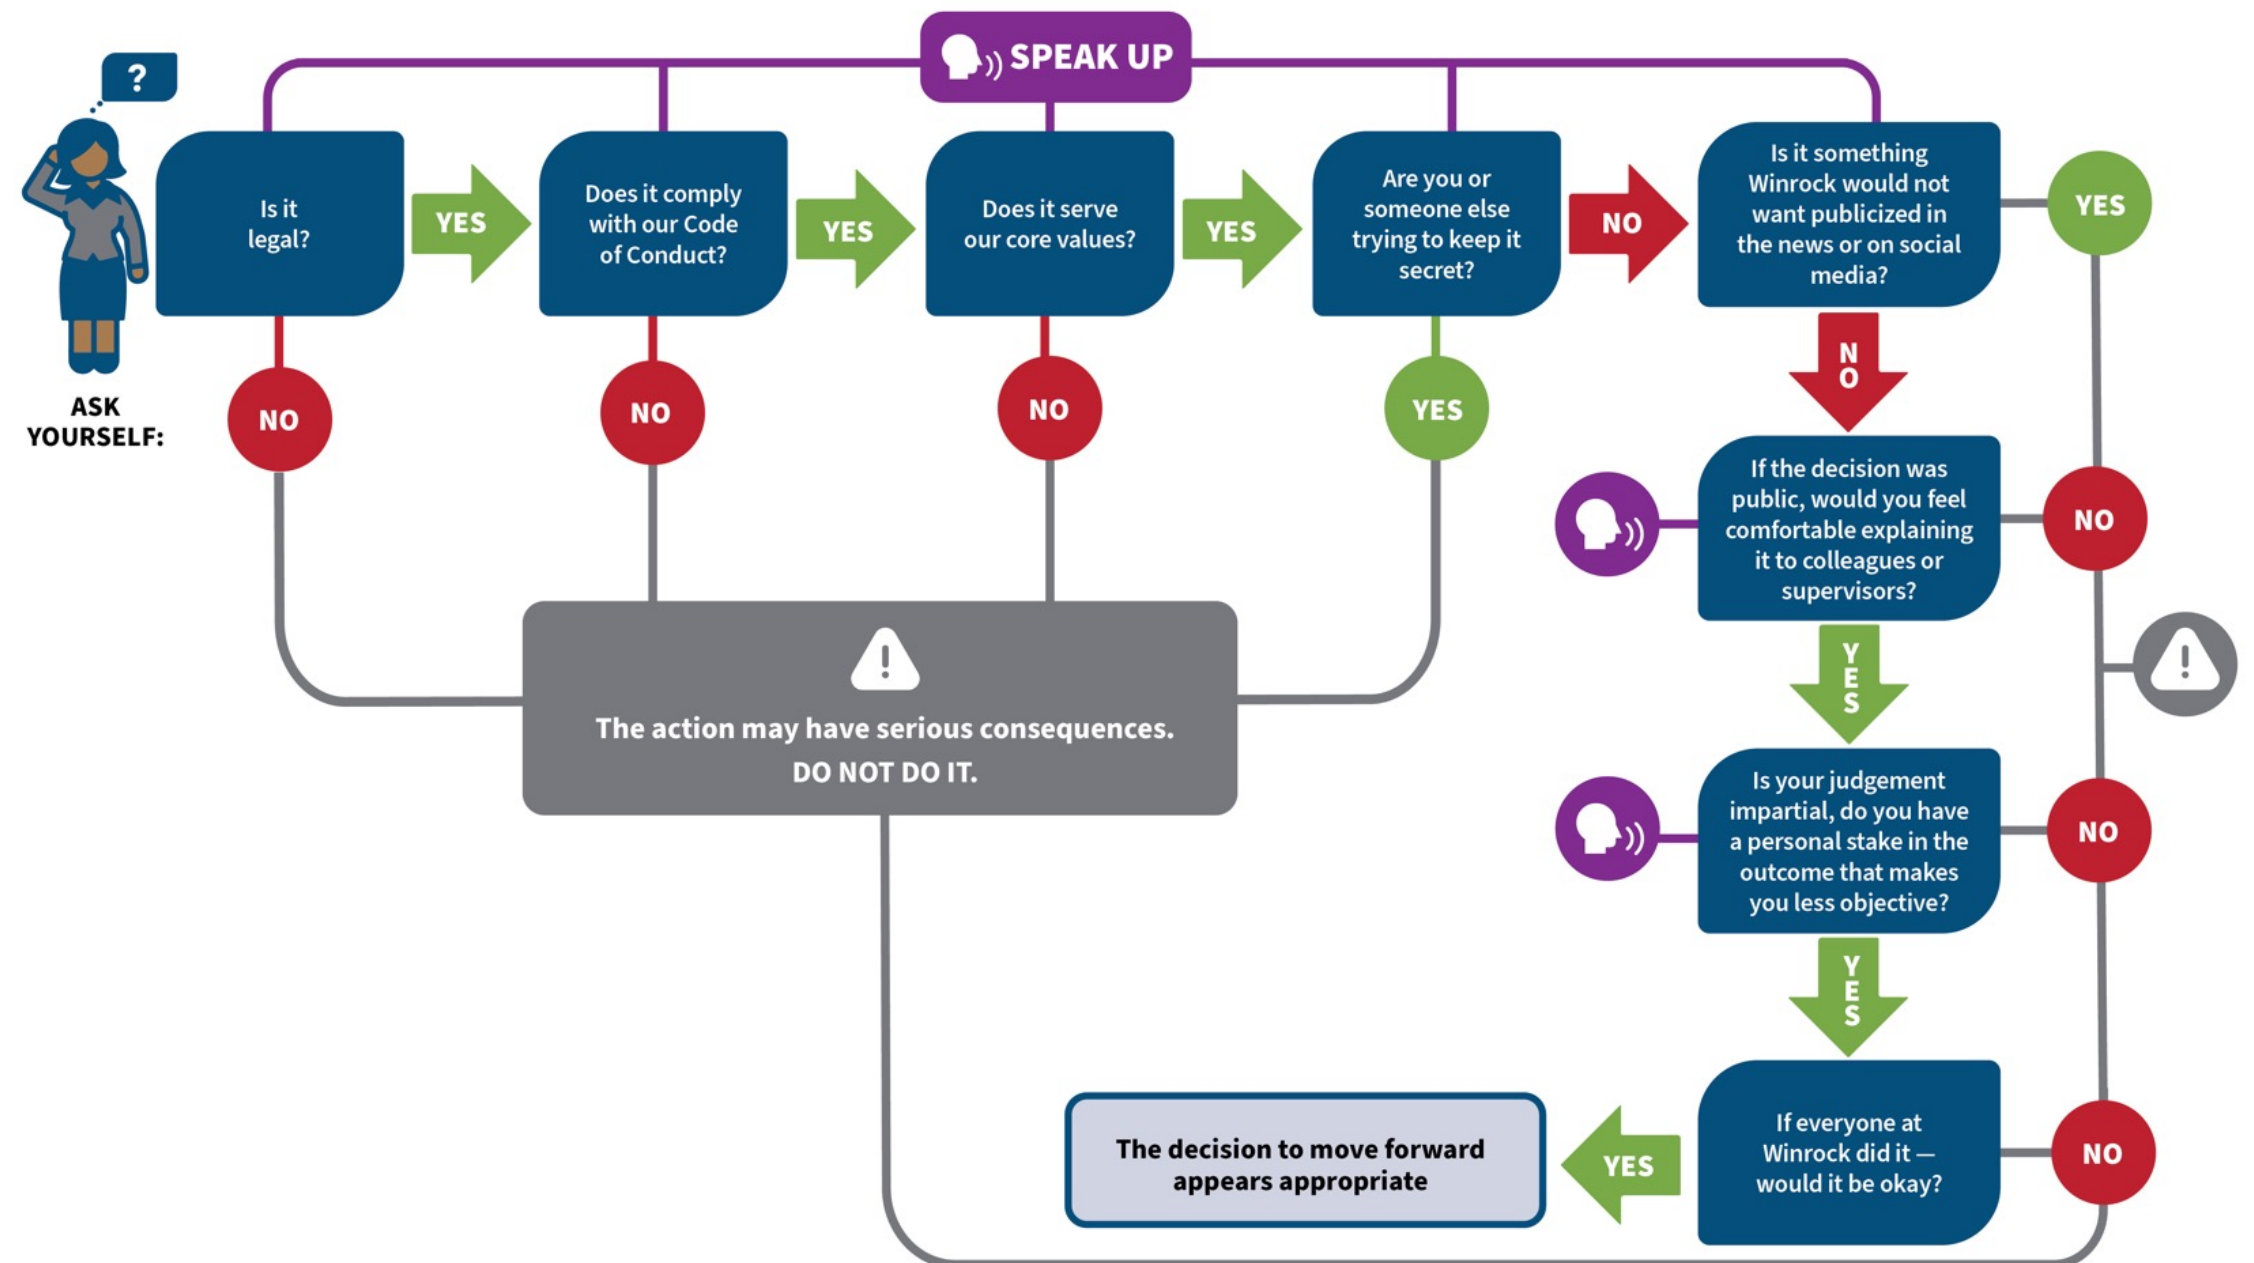 SPEAK UP
?
ASK
YOURSELF:
Is it
legal?
YES
Does it comply
with our Code
of Conduct?
YES
Does it serve
our core values?
YES
Are you or
someone else
trying to keep it
secret?
NO
Is it something
Winrock would not
want publicized in
the news or on social
media?
YES
NO
NO
NO
YES
N
O
If the decision was
public, would you feel
comfortable explaining
it to colleagues or
supervisors?
NO
!
The action may have serious consequences.
DO NOT DO IT.
Y
E
S
!
Is your judgement
impartial, do you have
a personal stake in the
outcome that makes
you less objective?
NO
Y
E
S
If everyone at
Winrock did it —
would it be okay?
NO
YES
The decision to move forward
appears appropriate